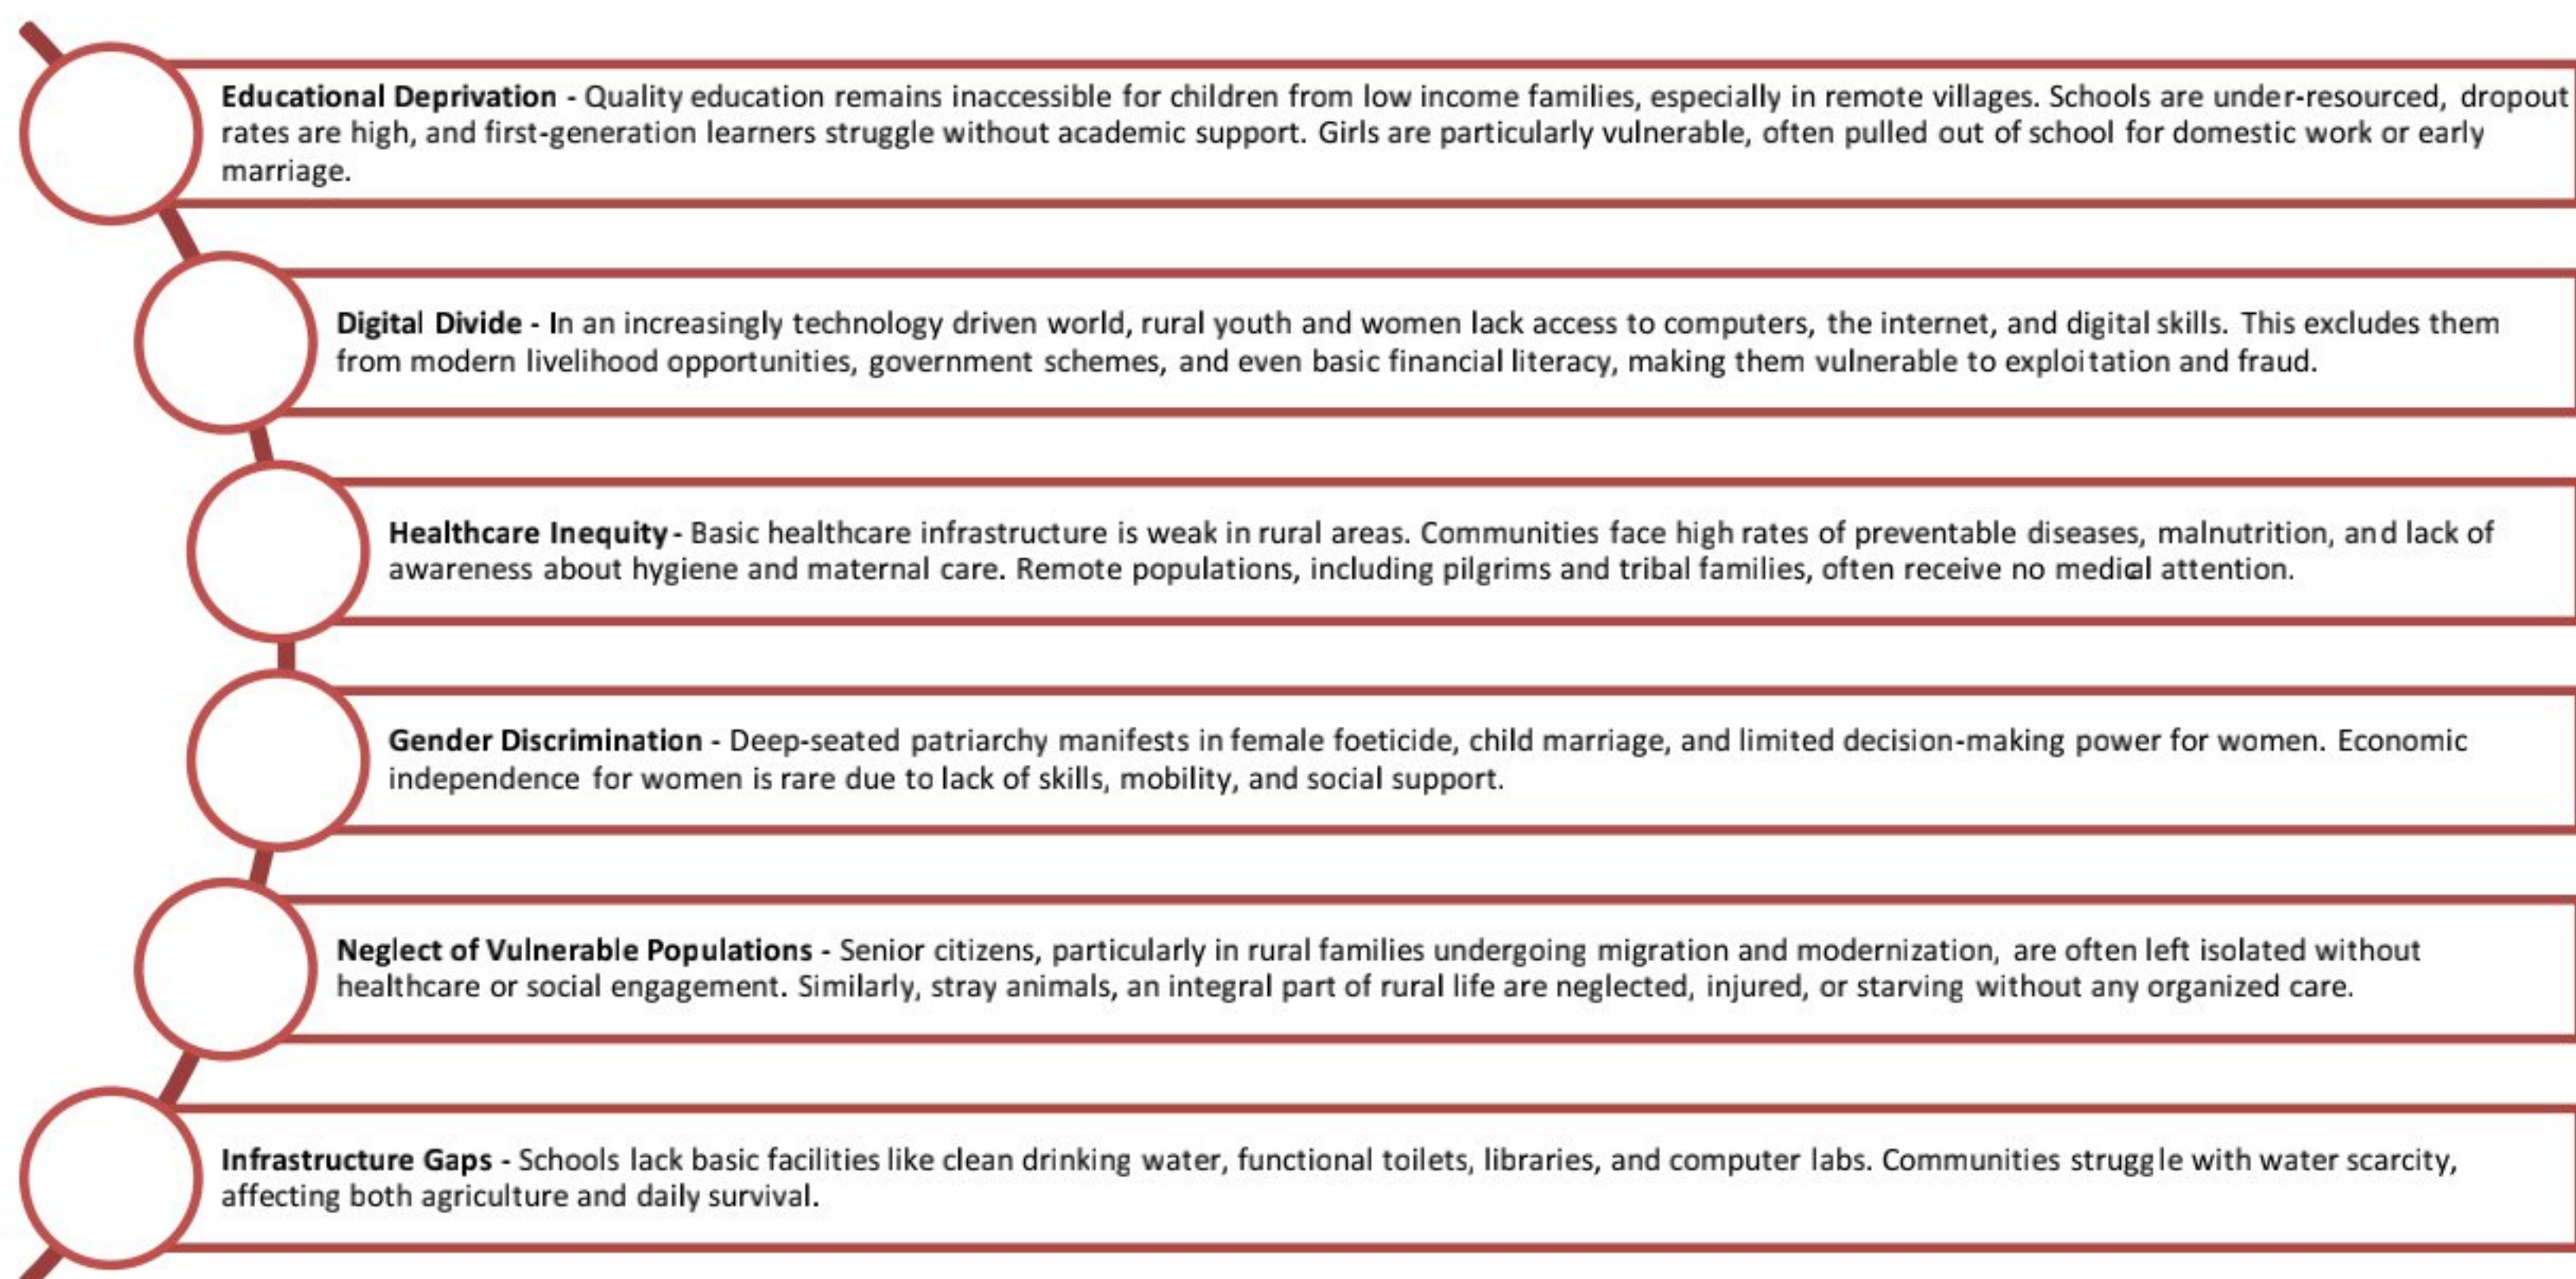 Educational Deprivation - Quality education remains inaccessible for children from low income families, especially in remote villages. Schools are under-resourced, dropout
rates are high, and first-generation learners struggle without academic support. Girls are particularly vulnerable, often pulled out of school for domestic work or early
marriage.
Digital Divide - In an increasingly technology driven world, rural youth and women lack access to computers, the internet, and digital skills. This excludes them
from modern livelihood opportunities, government schemes, and even basic financial literacy, making them vulnerable to exploitation and fraud.
Healthcare Inequity - Basic healthcare infrastructure is weak in rural areas. Communities face high rates of preventable diseases, malnutrition, and lack of
awareness about hygiene and maternal care. Remote populations, including pilgrims and tribal families, often receive no medical attention.
Gender Discrimination - Deep-seated patriarchy manifests in female foeticide, child marriage, and limited decision-making power for women. Economic
independence for women is rare due to lack of skills, mobility, and social support.
Neglect of Vulnerable Populations - Senior citizens, particularly in rural families undergoing migration and modernization, are often left isolated without
healthcare or social engagement. Similarly, stray animals, an integral part of rural life are neglected, injured, or starving without any organized care.
Infrastructure Gaps - Schools lack basic facilities like clean drinking water, functional toilets, libraries, and computer labs. Communities struggle with water scarcity,
affecting both agriculture and daily survival.